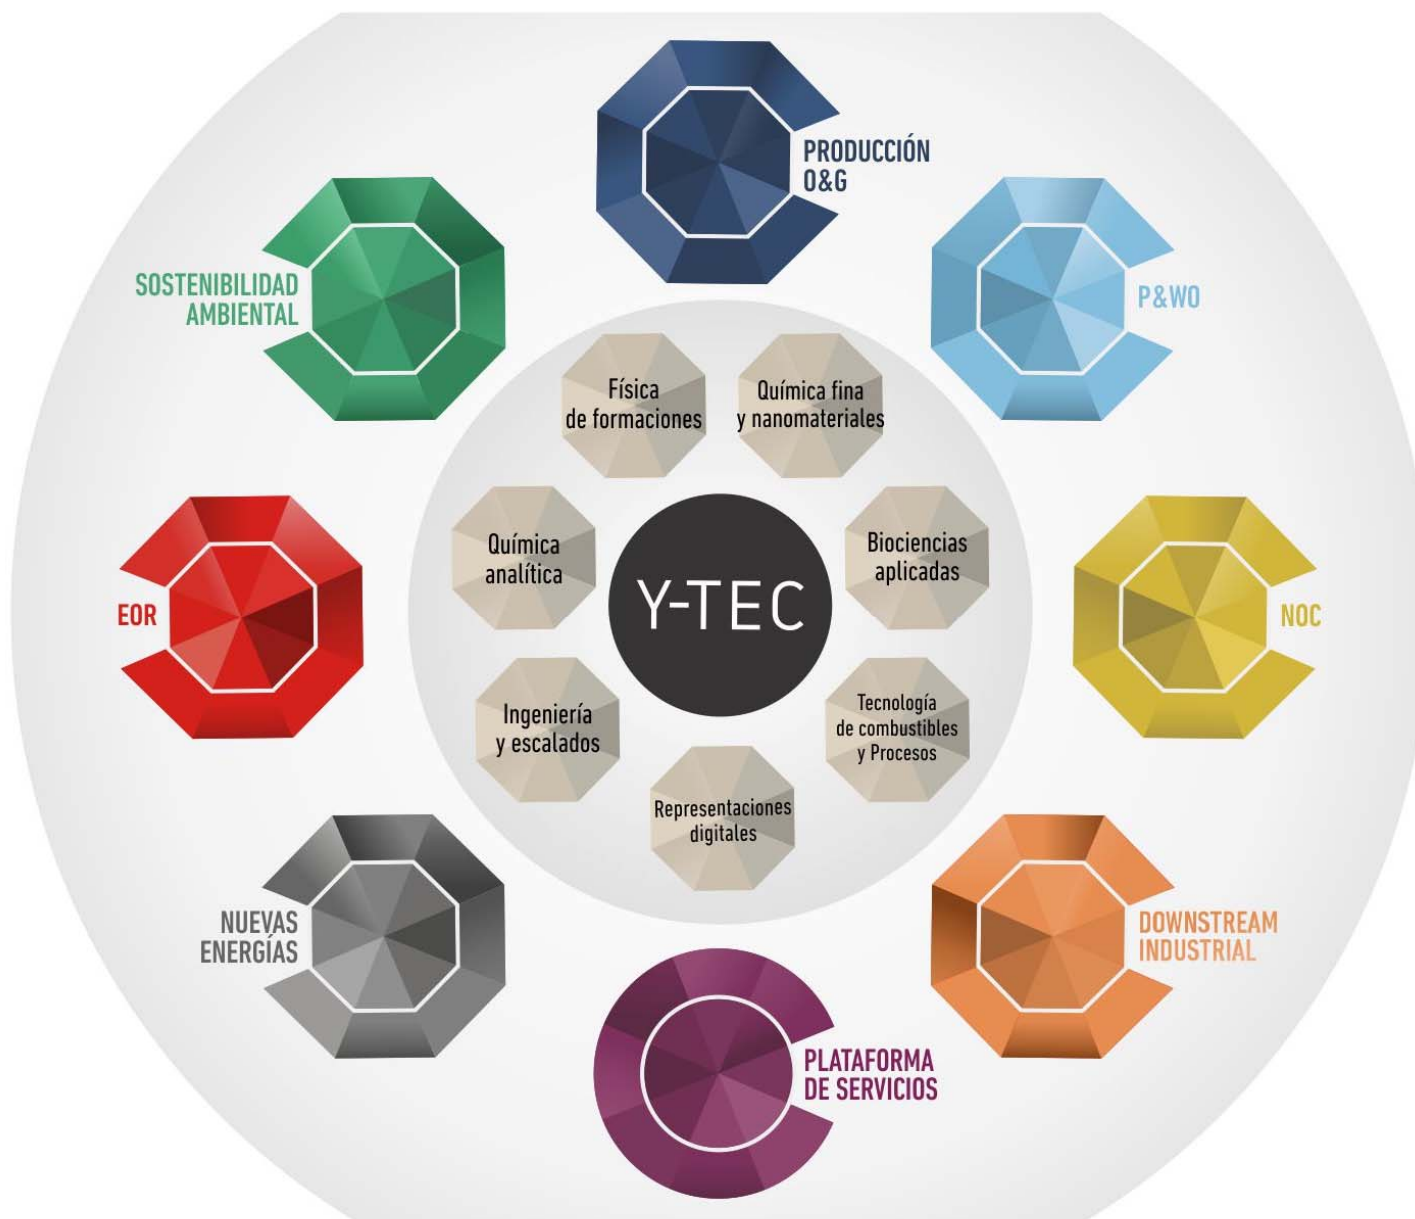 PRODUCCIÓN
O&G
SOSTENIBILIDAD
AMBIENTAL
P&WO
Física
de formaciones
Química fina
y nanomateriales
Química
analítica
Biociencias
aplicadas
Y-TEC
EOR
NOC
Ingeniería
y escalados
Tecnología
de combustibles
y Procesos
Representaciones
digitales
NUEVAS
ENERGÍAS
DOWNSTREAM
INDUSTRIAL
PLATAFORMA
DE SERVICIOS